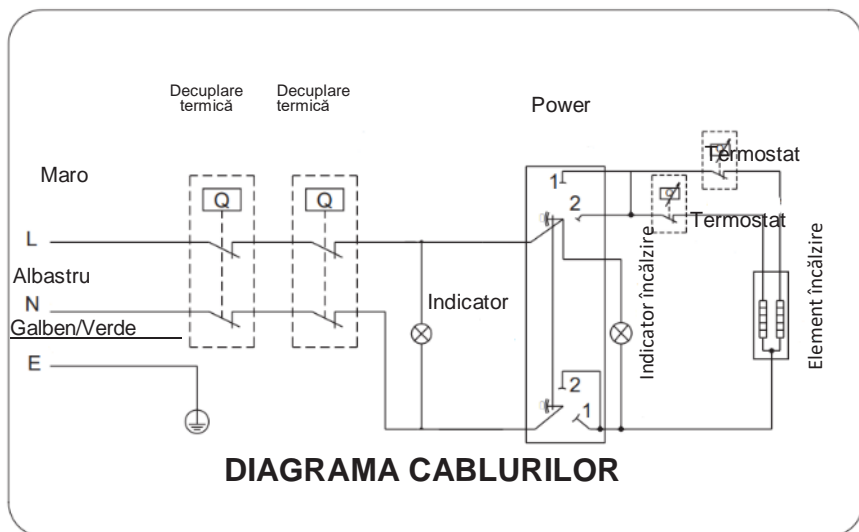 Decuplare
termică
Decuplare
termică
Power
Maro
Termostat
1
Q
Q
2
Termostat
L
Albastru
N
Indicator
Galben/Verde
Indicator încălzire
Element încălzire
E
2
1
DIAGRAMA CABLURILOR